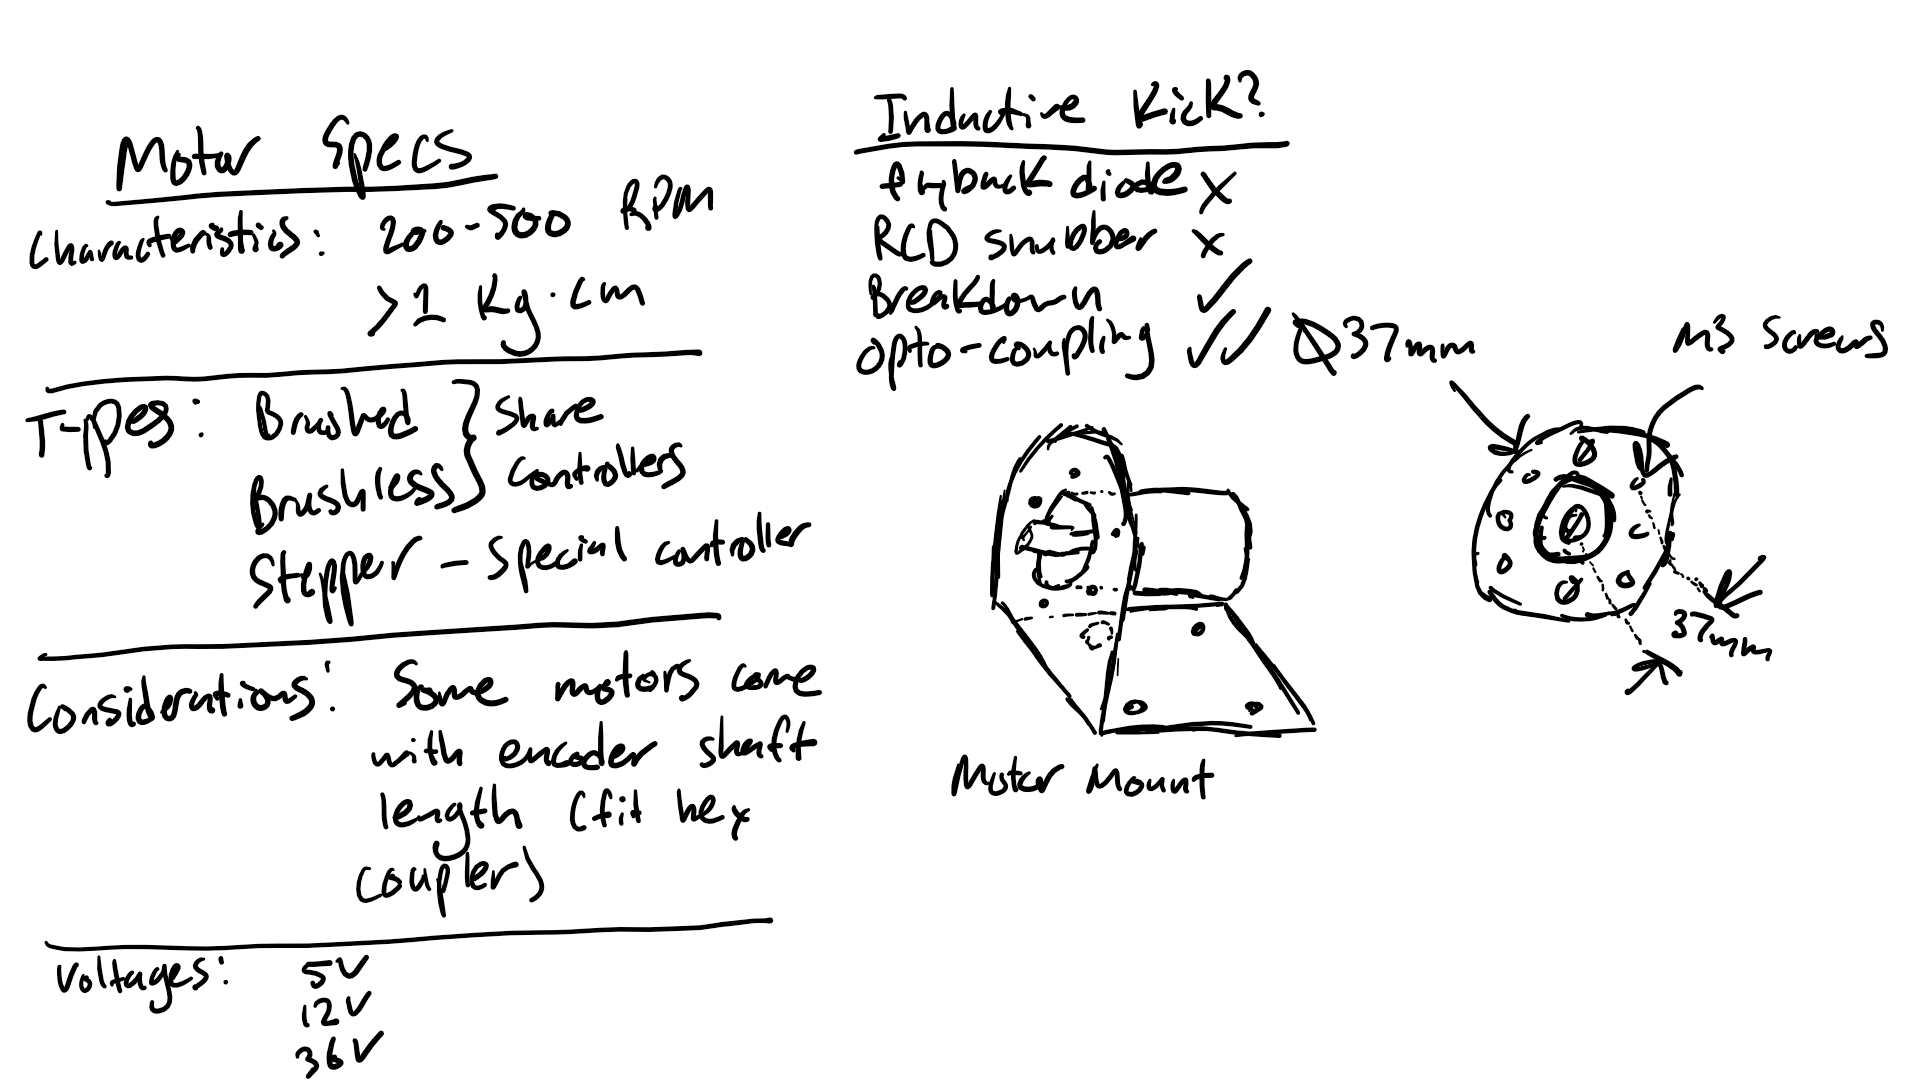 Motor Specs
Characteristics: 200-500 RPM
>1 Kg·cm
Types: Brushed } Share
Brushless } Controllers
Stepper - Special controller
Considerations: Some motors come
with encoder shaft
length (fit hex
coupler)
Voltages: 5V
12V
36V
Inductive Kick?
flyback diode X
RCD snubber X
Breakdown ✓
opto-coupling ✓✓
Ø37mm
M3 Screws
37mm
Motor Mount